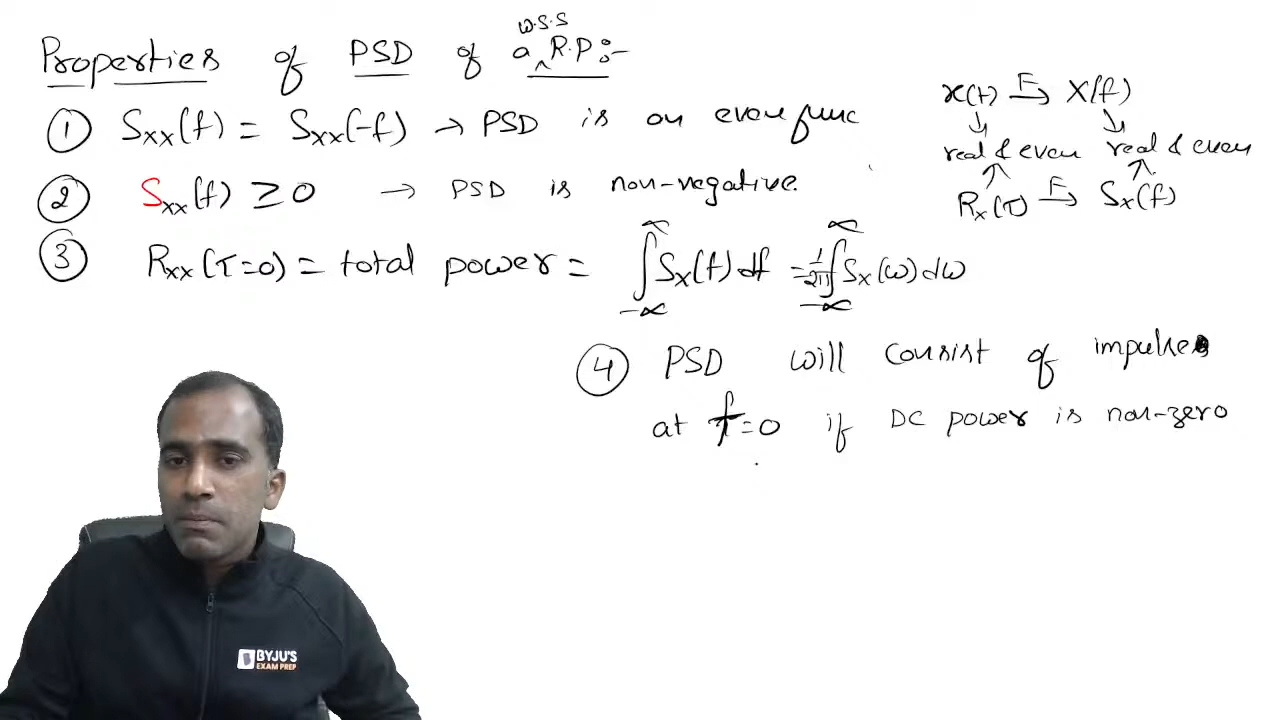 w.s.s
Properties of PSD of a ^ R.P :-
① Sxx(f) = Sxx(-f) → PSD is an even func
② Sxx(f) ≥ 0 → PSD is non-negative.
③ Rxx(τ=0) = total power = ∫_{-∞}^{∞} Sx(f) df = 1/2π ∫_{-∞}^{∞} Sx(ω) dω
x(t) F→ X(f)
↓ ↓
real & even real & even
↑ ↑
Rx(τ) F→ Sx(f)
④ PSD will consist of impulse
at f=0 if DC power is non-zero
BYJU'S
EXAM PREP